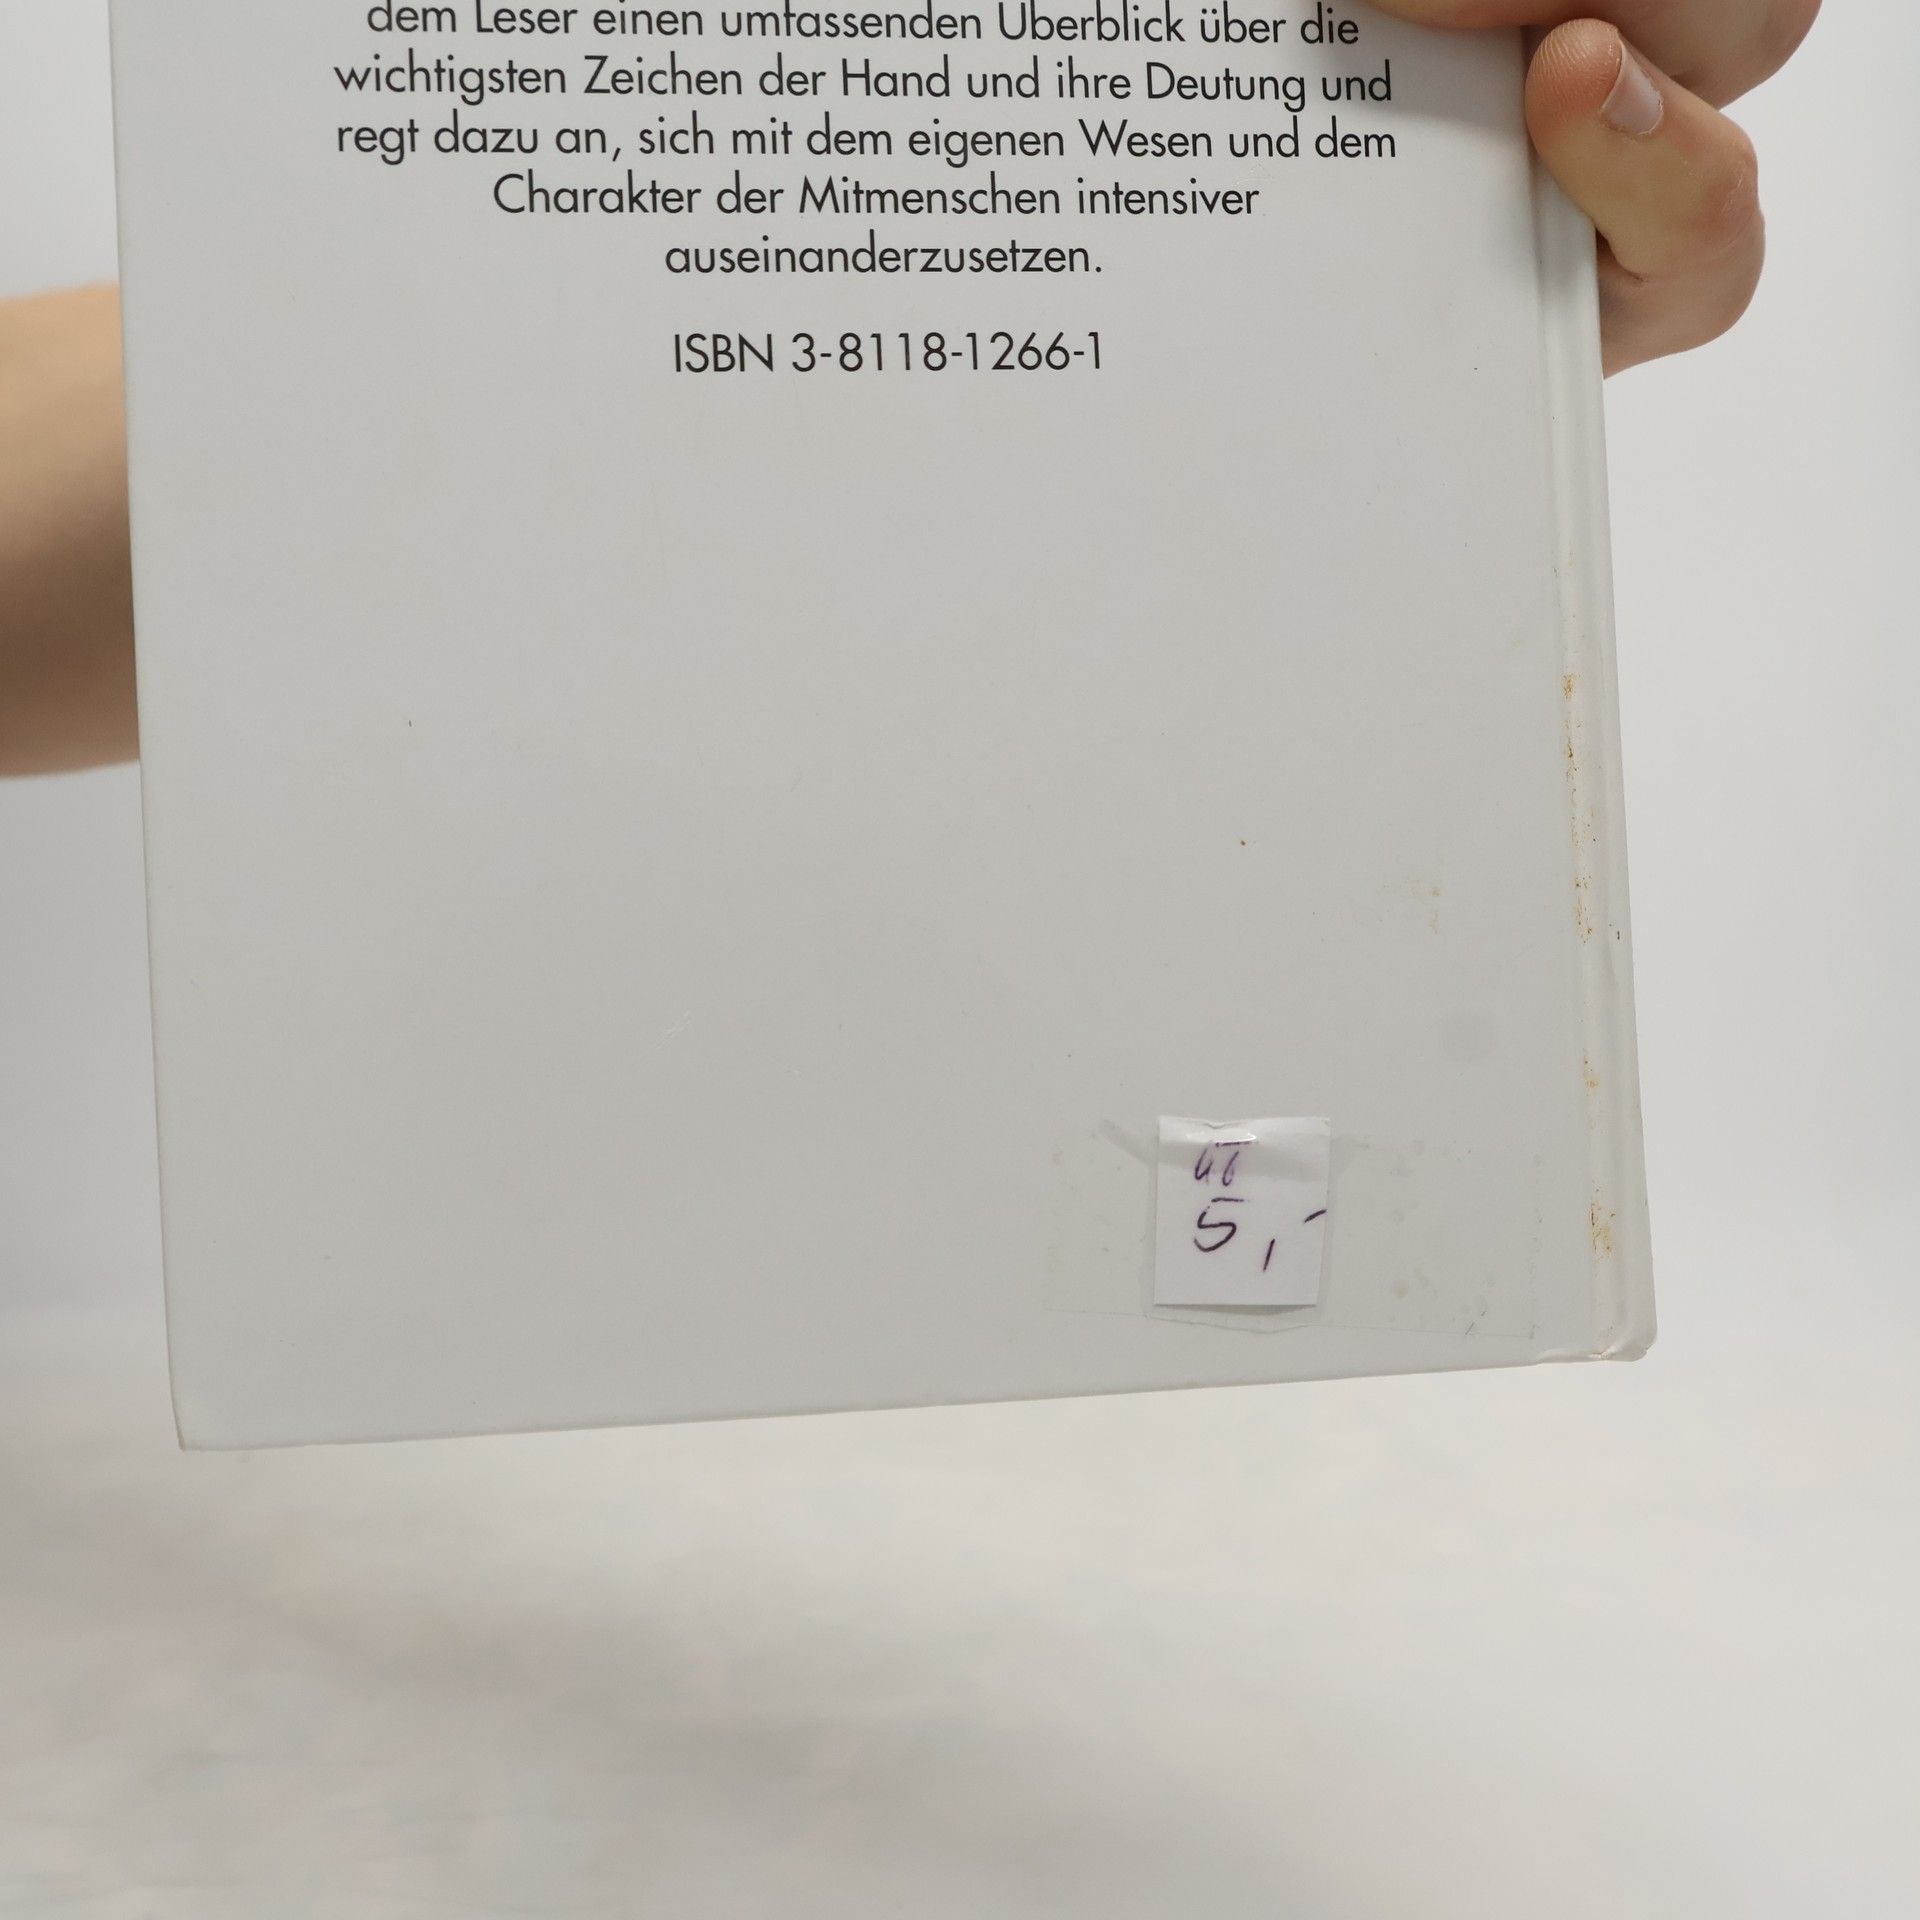 dem Leser einen umfassenden Überblick über die
wichtigsten Zeichen der Hand und ihre Deutung und
regt dazu an, sich mit dem eigenen Wesen und dem
Charakter der Mitmenschen intensiver
auseinanderzusetzen.
ISBN 3-8118-1266-1
5,-